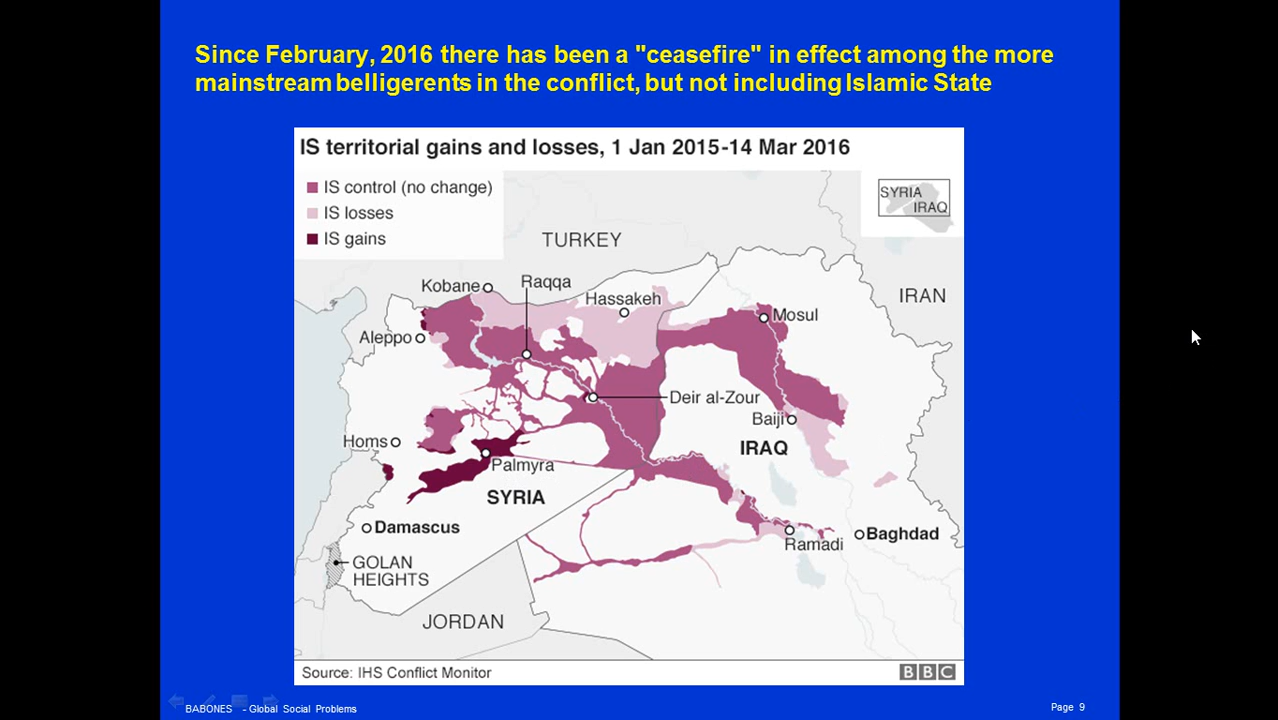 Since February, 2016 there has been a "ceasefire" in effect among the more
mainstream belligerents in the conflict, but not including Islamic State
IS territorial gains and losses, 1 Jan 2015-14 Mar 2016
IS control (no change)
IS losses
IS gains
SYRIA
IRAQ
TURKEY
Kobane
Raqqa
Hassakeh
IRAN
Mosul
Aleppo
Deir al-Zour
Baiji
Homs
IRAQ
Palmyra
SYRIA
Damascus
Baghdad
Ramadi
GOLAN
HEIGHTS
JORDAN
Source: IHS Conflict Monitor
BBC
BABONES - Global Social Problems
Page 9